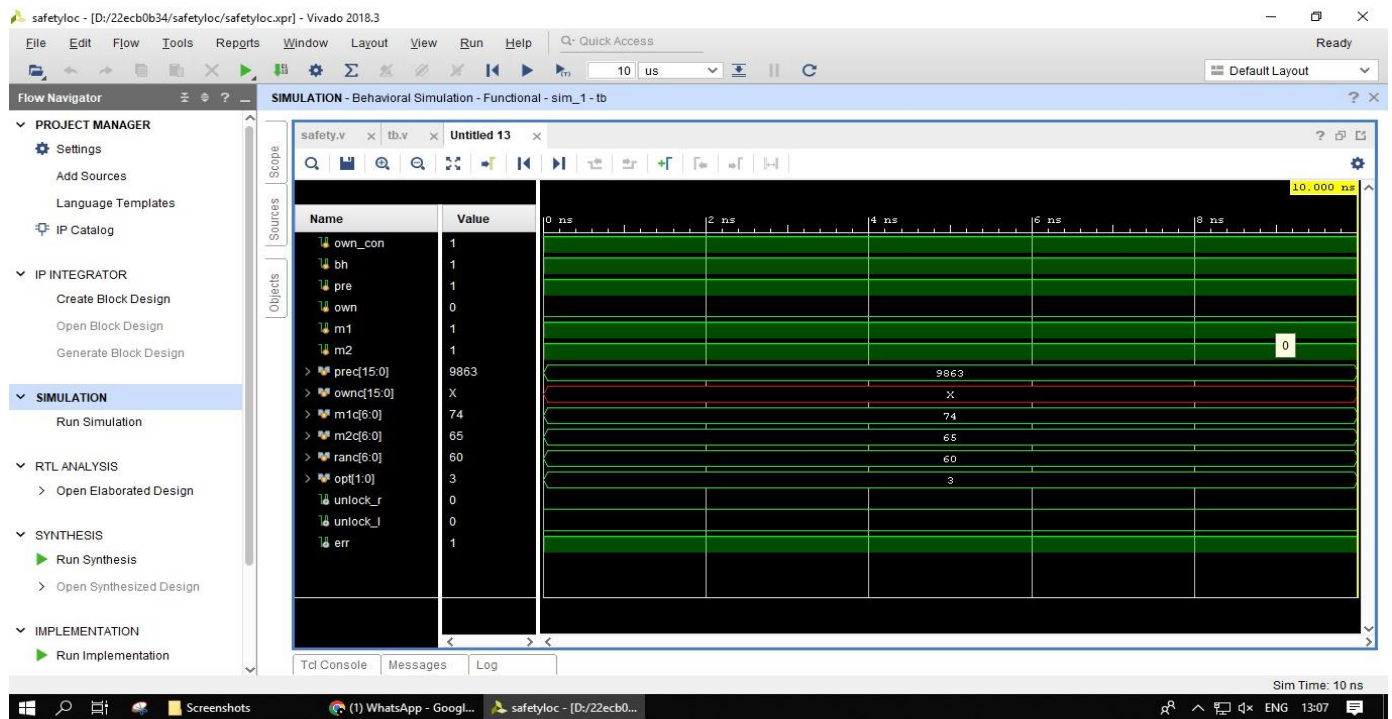 safetyloc - [D:/22ecb0b34/safetyloc/safetyloc.xpr] - Vivado 2018.3
File Edit Flow Tools Reports Window Layout View Run Help Quick Access Ready
10 us Default Layout
Flow Navigator
SIMULATION - Behavioral Simulation - Functional - sim_1 - tb
PROJECT MANAGER
Settings
Add Sources
Language Templates
IP Catalog
IP INTEGRATOR
Create Block Design
Open Block Design
Generate Block Design
SIMULATION
Run Simulation
RTL ANALYSIS
Open Elaborated Design
SYNTHESIS
Run Synthesis
Open Synthesized Design
IMPLEMENTATION
Run Implementation
Scope
Sources
Objects
safety.v tb.v Untitled 13
10.000 ns
Name Value 0 ns 2 ns 4 ns 6 ns 8 ns
own_con 1
bh 1
pre 1
own 0
m1 1
m2 1 0
prec[15:0] 9863 9863
ownc[15:0] X X
m1c[6:0] 74 74
m2c[6:0] 65 65
ranc[6:0] 60 60
opt[1:0] 3 3
unlock_r 0
unlock_l 0
err 1
Tcl Console Messages Log
Sim Time: 10 ns
Screenshots (1) WhatsApp - Googl... safetyloc - [D:/22ecb0... ENG 13:07